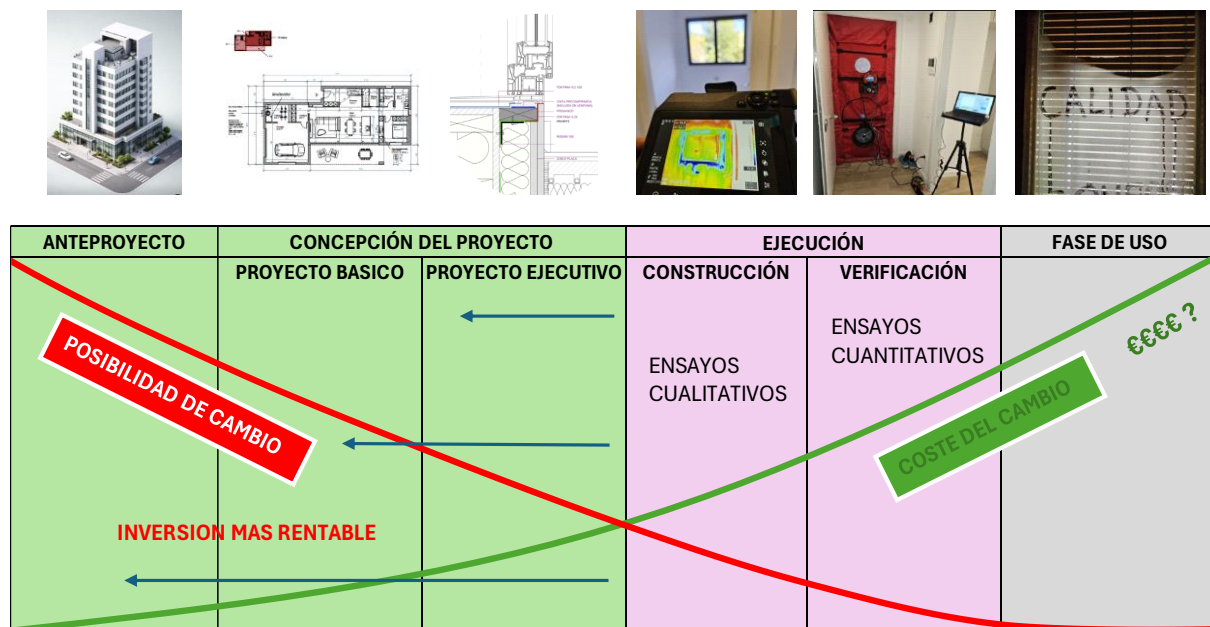 CALIDAD
ANTEPROYECTO
CONCEPCIÓN DEL PROYECTO
EJECUCIÓN
FASE DE USO
PROYECTO BASICO
PROYECTO EJECUTIVO
CONSTRUCCIÓN
VERIFICACIÓN
POSIBILIDAD DE CAMBIO
ENSAYOS
CUALITATIVOS
ENSAYOS
CUANTITATIVOS
€€€€ ?
COSTE DEL CAMBIO
INVERSION MAS RENTABLE